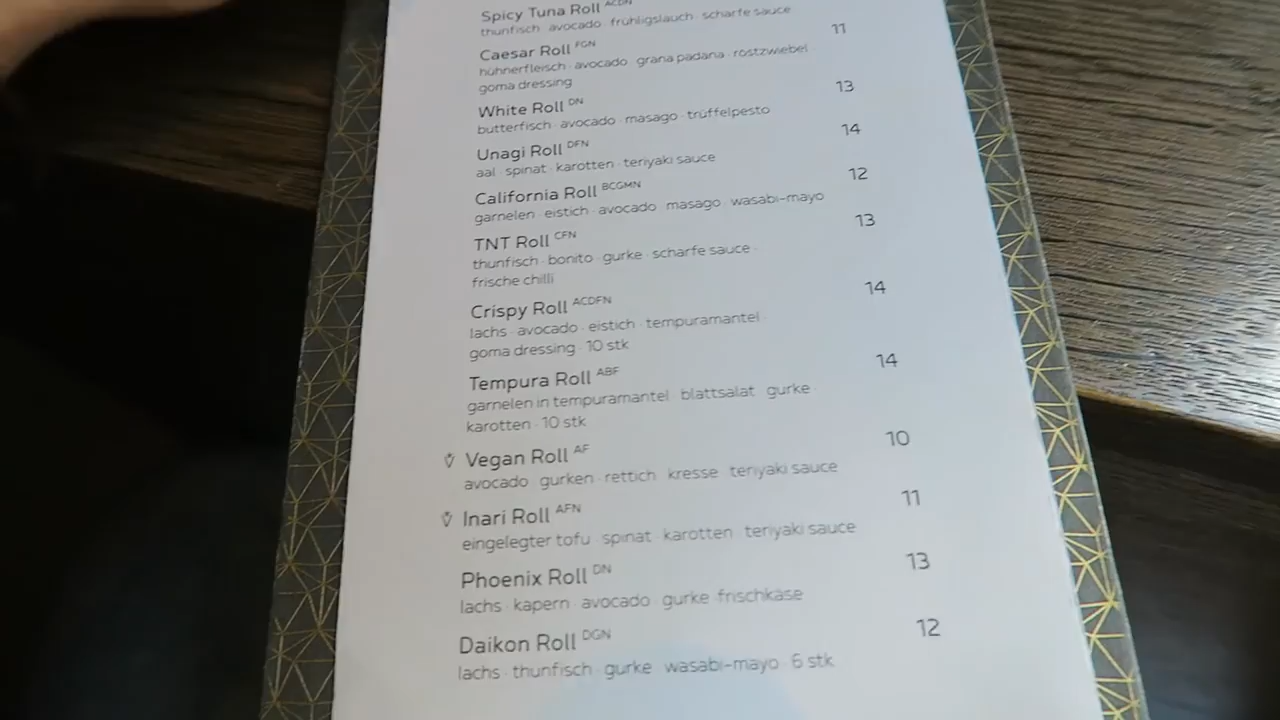 Spicy Tuna Roll ACDN
thunfisch · avocado · frühligslauch · scharfe sauce
Caesar Roll FGN 11
hühnerfleisch · avocado · grana padana · röstzwiebel ·
goma dressing
White Roll DN 13
butterfisch · avocado · masago · trüffelpesto
Unagi Roll DFN 14
aal · spinat · karotten · teriyaki sauce
California Roll BCGMN 12
garnelen · eistich · avocado · masago · wasabi-mayo
TNT Roll CFN 13
thunfisch · bonito · gurke · scharfe sauce ·
frische chilli
Crispy Roll ACDFN 14
lachs · avocado · eistich · tempuramantel ·
goma dressing · 10 stk
Tempura Roll ABF 14
garnelen in tempuramantel · blattsalat · gurke ·
karotten · 10 stk
Vegan Roll AF 10
avocado · gurken · rettich · kresse · teriyaki sauce
Inari Roll AFN 11
eingelegter tofu · spinat · karotten · teriyaki sauce
Phoenix Roll DN 13
lachs · kapern · avocado · gurke · frischkäse
Daikon Roll DGN 12
lachs · thunfisch · gurke · wasabi-mayo · 6 stk